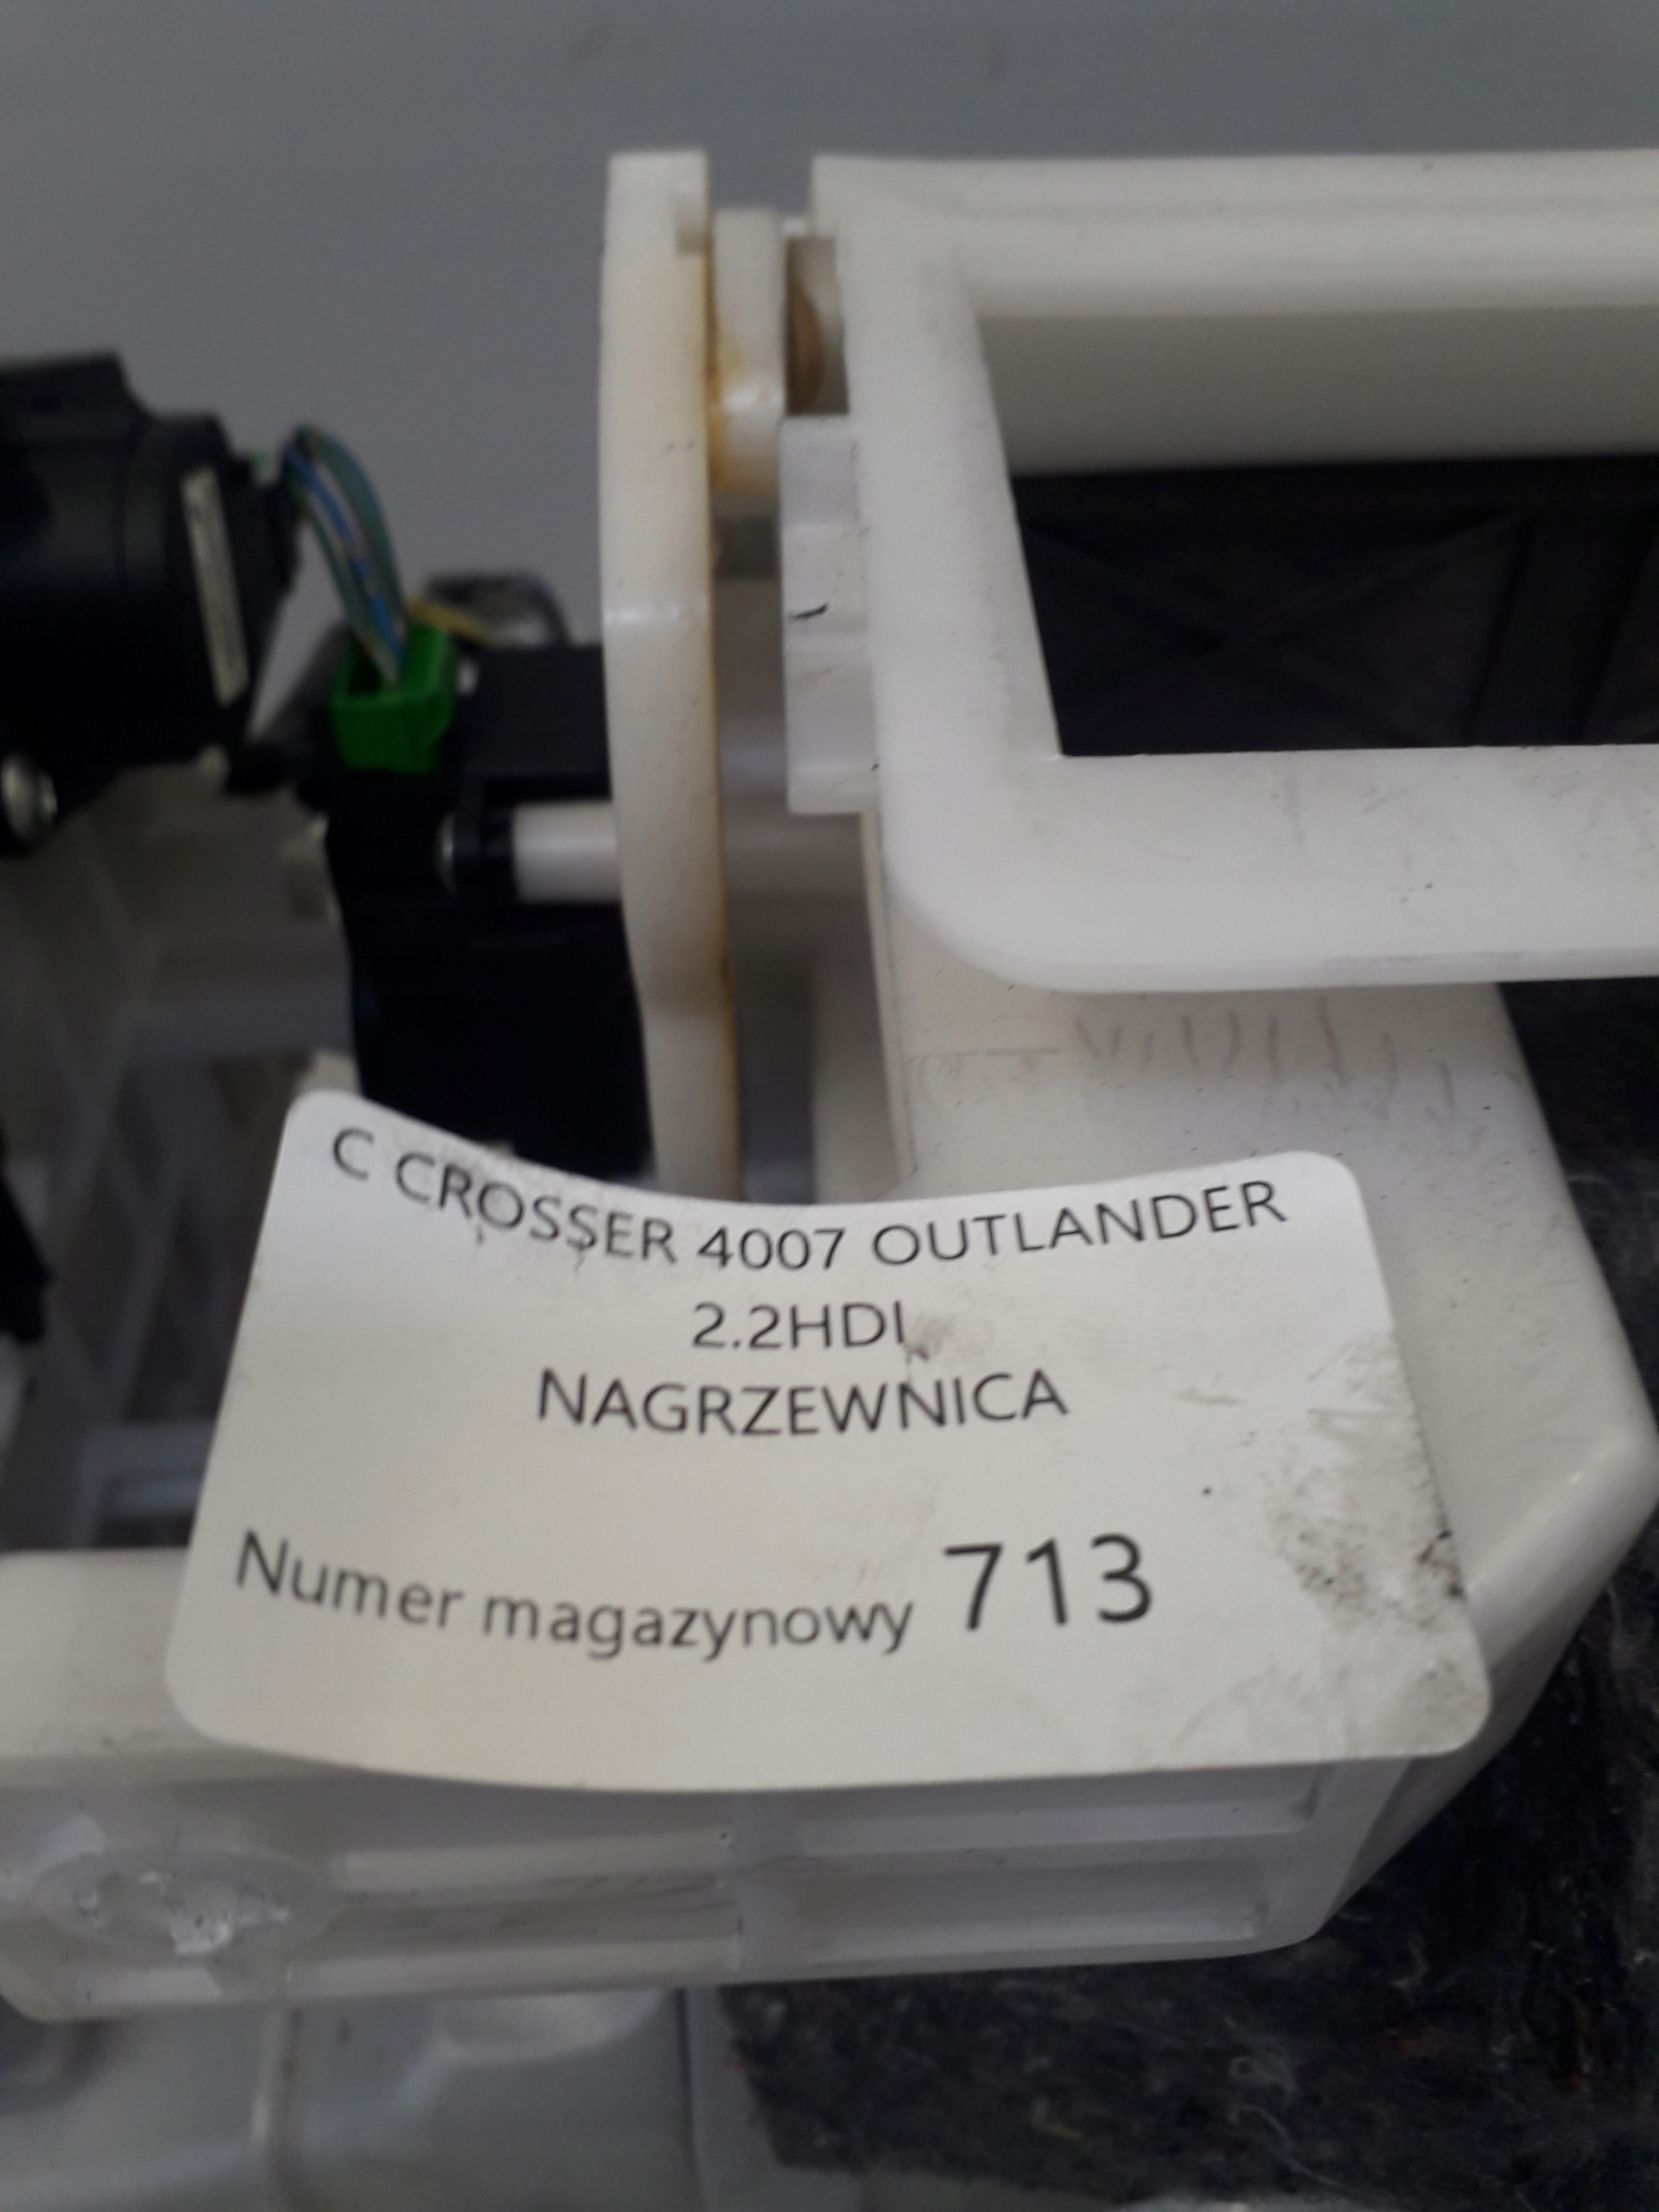 C CROSSER 4007 OUTLANDER
2.2HDI
NAGRZEWNICA
Numer magazynowy 713